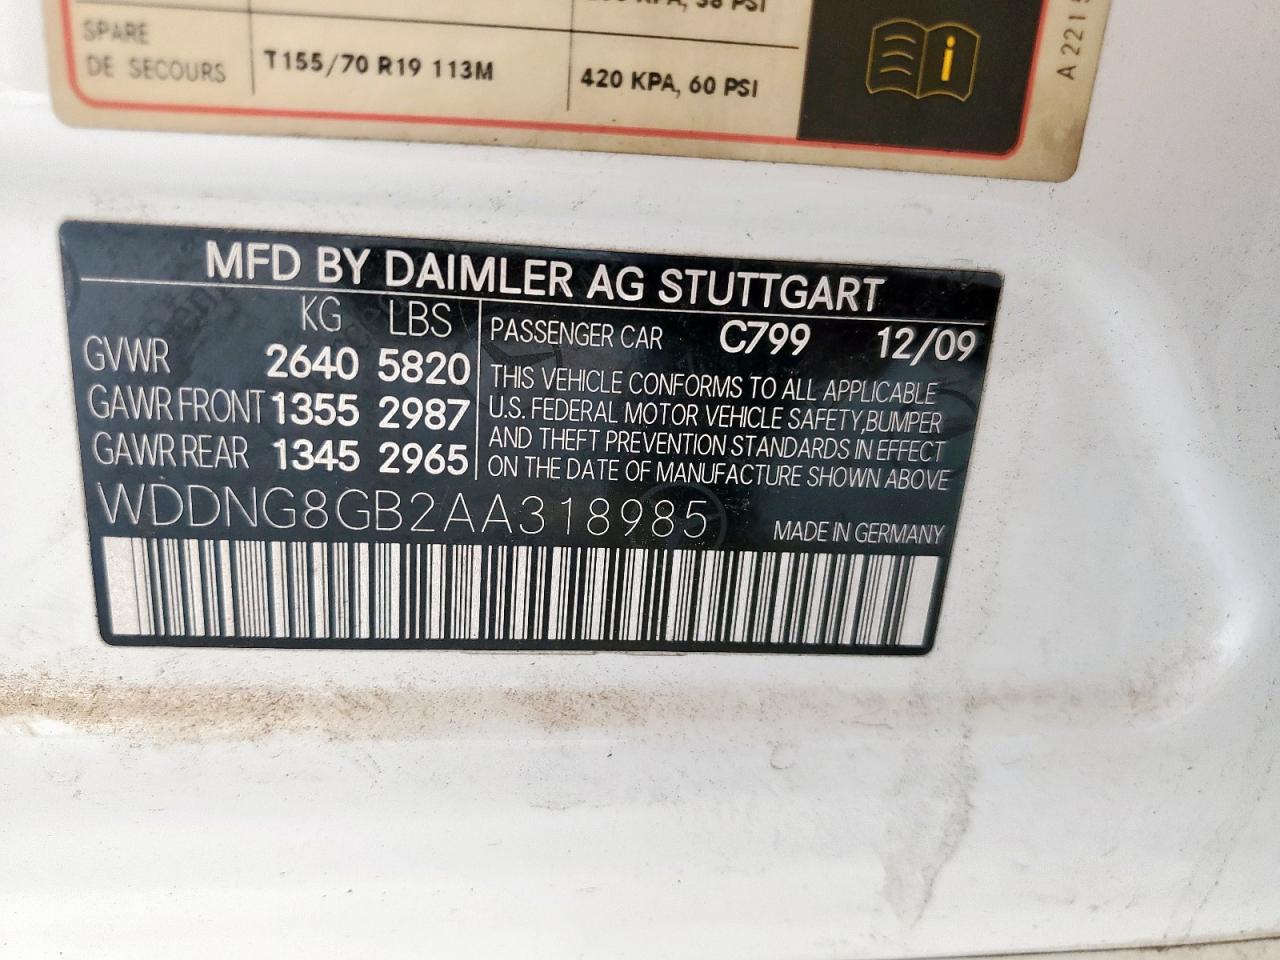 38 PSI
SPARE
DE SECOURS
T155/70 R19 113M
420 KPA, 60 PSI
i
A 221
MFD BY DAIMLER AG STUTTGART
KG LBS
GVWR 2640 5820
GAWR FRONT 1355 2987
GAWR REAR 1345 2965
PASSENGER CAR C799 12/09
THIS VEHICLE CONFORMS TO ALL APPLICABLE
U.S. FEDERAL MOTOR VEHICLE SAFETY,BUMPER
AND THEFT PREVENTION STANDARDS IN EFFECT
ON THE DATE OF MANUFACTURE SHOWN ABOVE
WDDNG8GB2AA318985
MADE IN GERMANY